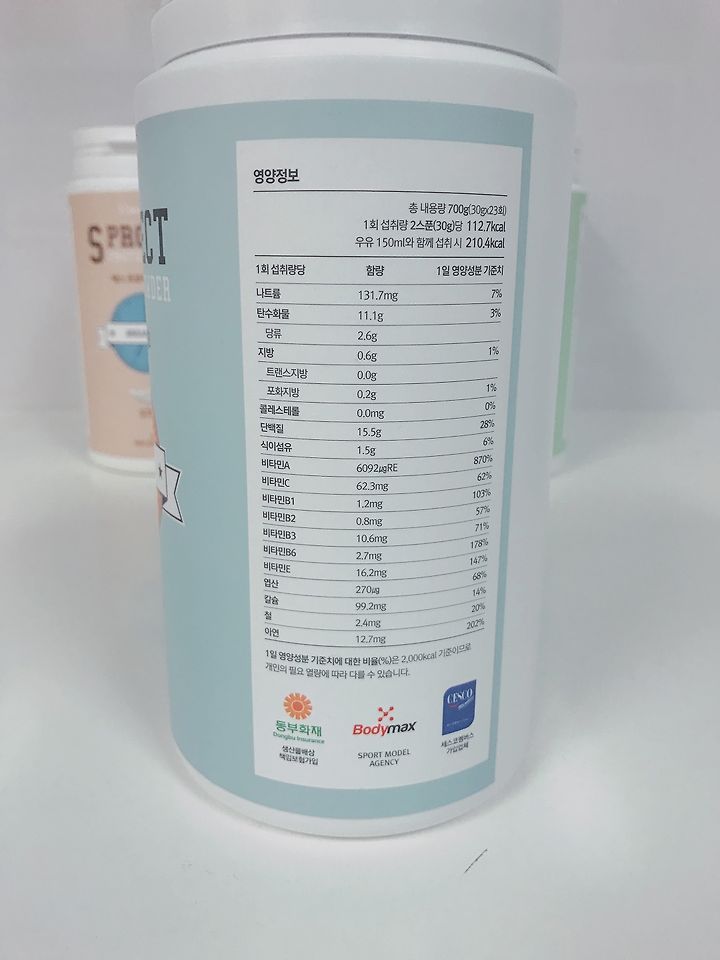 영양정보
총 내용량 700g(30gx23회)
1회 섭취량 2스푼(30g)당 112.7kcal
우유 150ml와 함께 섭취 시 210.4kcal
1회 섭취량당 함량 1일 영양성분 기준치
나트륨 131.7mg 7%
탄수화물 11.1g 3%
당류 2.6g
지방 0.6g 1%
트랜스지방 0.0g
포화지방 0.2g 1%
콜레스테롤 0.0mg 0%
단백질 15.5g 28%
식이섬유 1.5g 6%
비타민A 6092㎍RE 870%
비타민C 62.3mg 62%
비타민B1 1.2mg 103%
비타민B2 0.8mg 57%
비타민B3 10.6mg 71%
비타민B6 2.7mg 178%
비타민E 16.2mg 147%
엽산 270㎍ 68%
칼슘 99.2mg 14%
철 2.4mg 20%
아연 12.7mg 202%
1일 영양성분 기준치에 대한 비율(%)은 2,000kcal 기준이므로
개인의 필요 열량에 따라 다를 수 있습니다.
동부화재
Dongbu Insurance
생산물배상
책임보험가입
Bodymax
SPORT MODEL
AGENCY
CESCO
세스코멤버스
가입업체
CT
WDER
S PRO